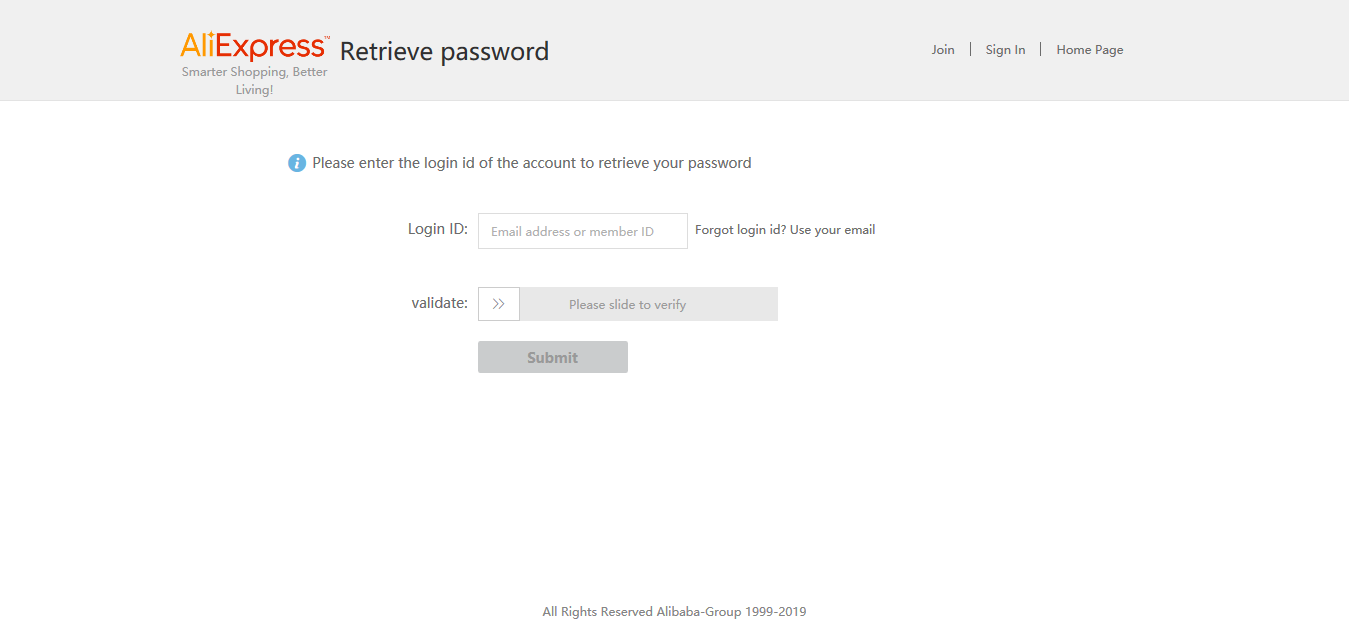 AliExpress™
Smarter Shopping, Better
Living!
Retrieve password
Join
Sign In
Home Page
Please enter the login id of the account to retrieve your password
Login ID:
Email address or member ID
Forgot login id? Use your email
validate:
Please slide to verify
Submit
All Rights Reserved Alibaba-Group 1999-2019